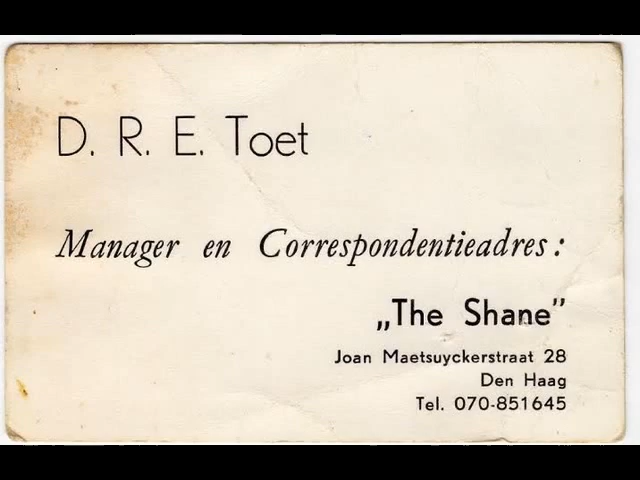 D. R. E. Toet
Manager en Correspondentieadres:
„The Shane”
Joan Maetsuyckerstraat 28
Den Haag
Tel. 070-851645